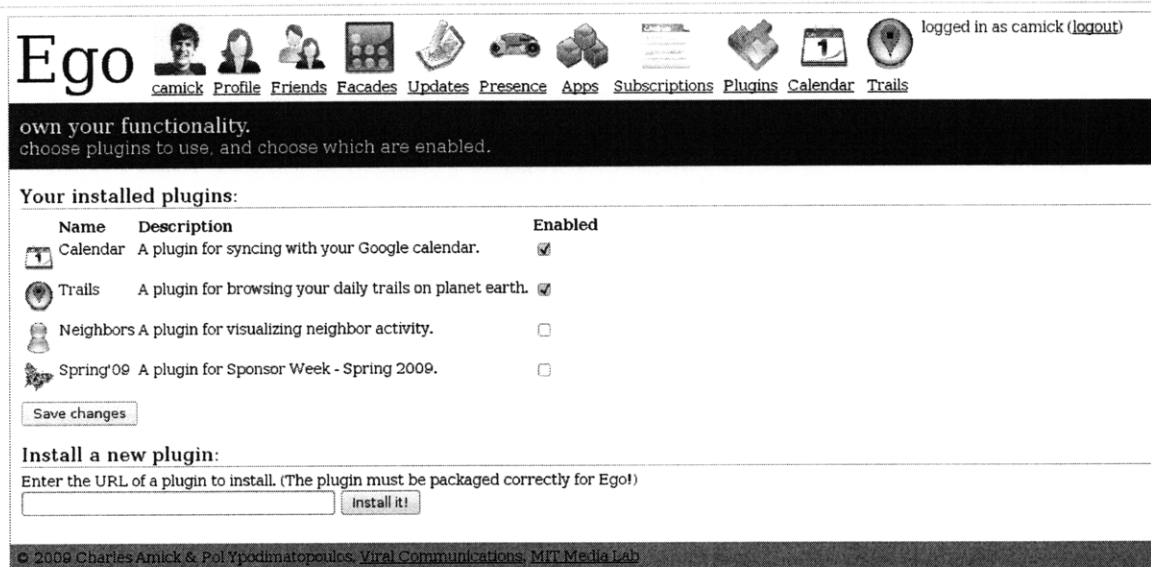 Ego
camick Profile Friends Facades Updates Presence Apps Subscriptions Plugins Calendar Trails
logged in as camick (logout)
own your functionality.
choose plugins to use, and choose which are enabled.
Your installed plugins:
Name Description Enabled
Calendar A plugin for syncing with your Google calendar.
Trails A plugin for browsing your daily trails on planet earth.
Neighbors A plugin for visualizing neighbor activity.
Spring'09 A plugin for Sponsor Week - Spring 2009.
Save changes
Install a new plugin:
Enter the URL of a plugin to install. (The plugin must be packaged correctly for Ego!)
Install it!
© 2009 Charles Amick & Pol Ypodimatopoulos, Viral Communications, MIT Media Lab